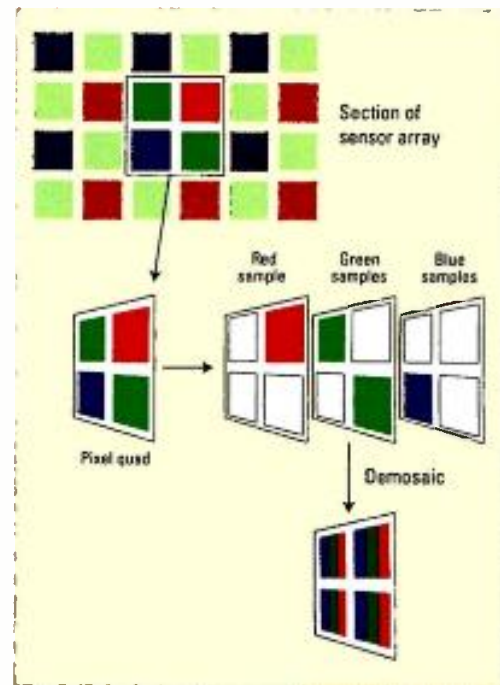 Section of
sensor array
Red
sample
Green
samples
Blue
samples
Pixel quad
Demosaic